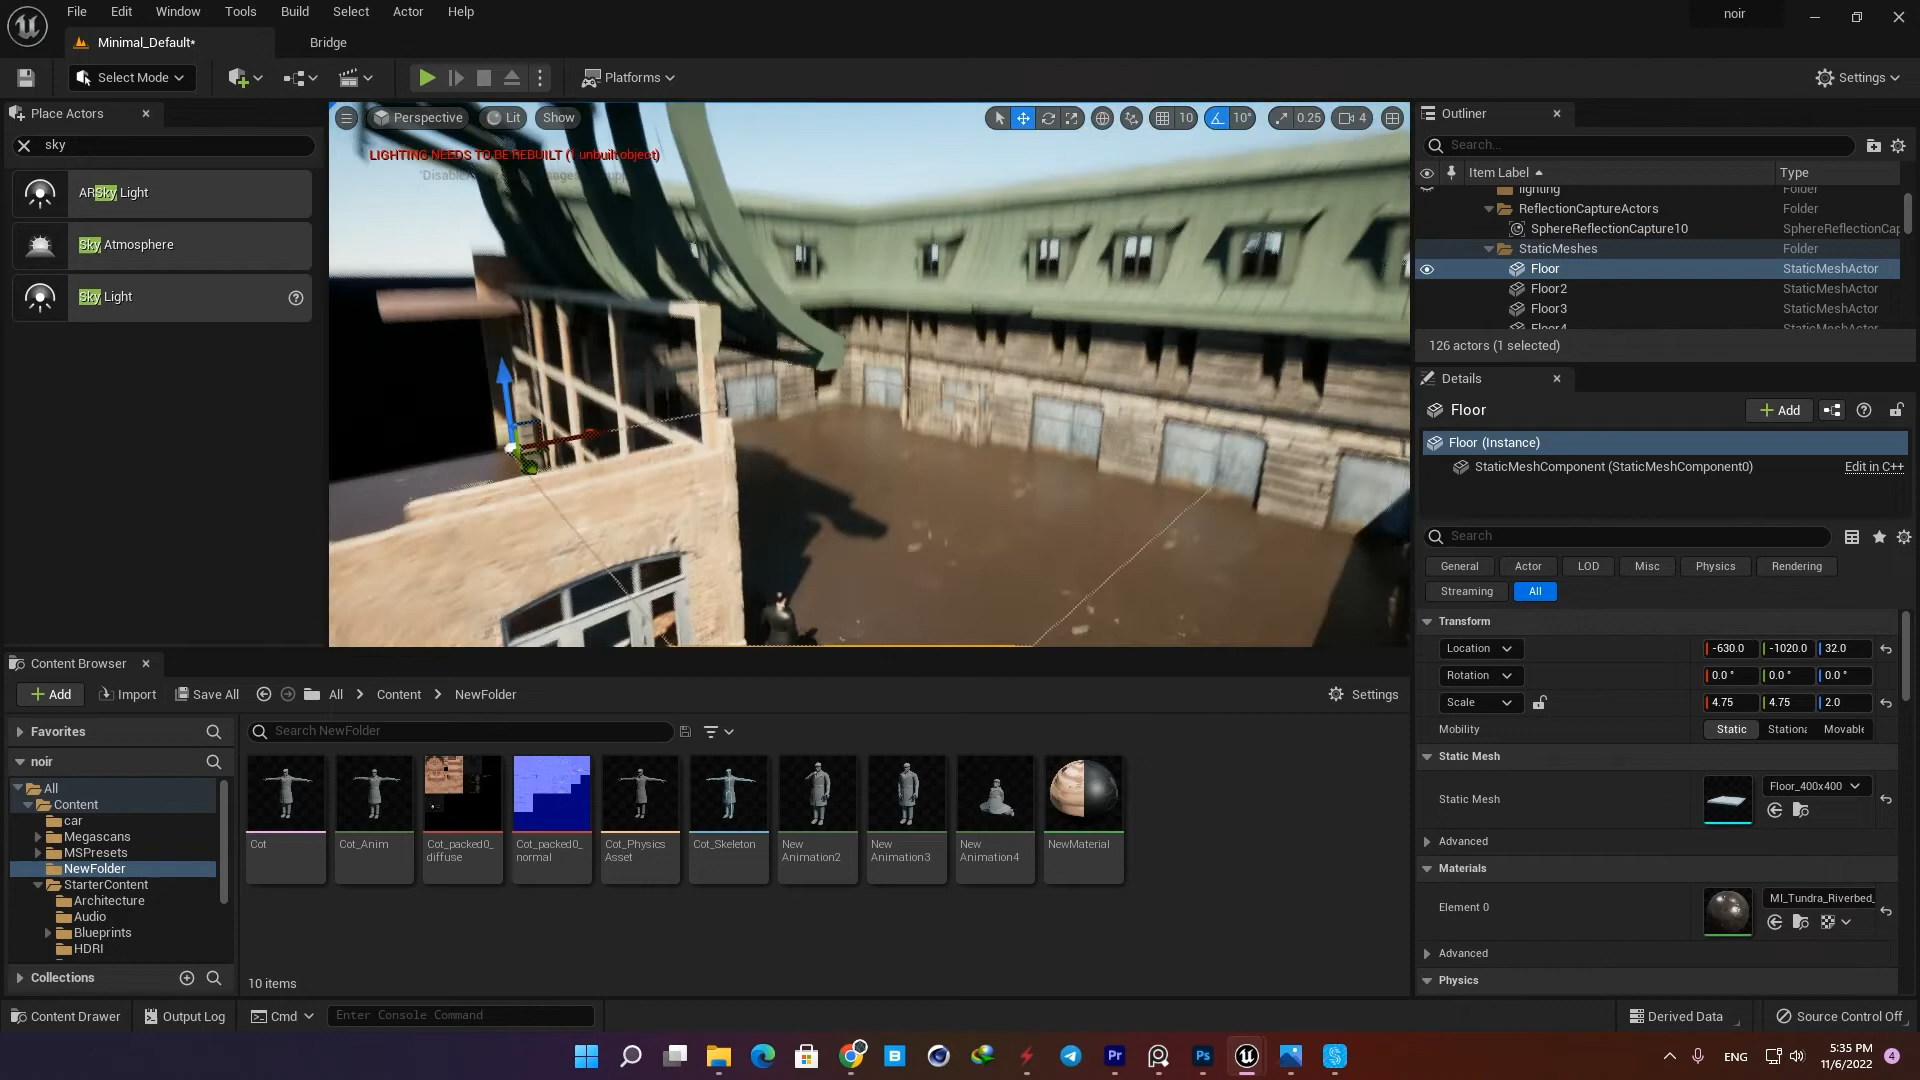 File Edit Window Tools Build Select Actor Help
noir
Minimal_Default*
Bridge
Select Mode
Platforms
Settings
Place Actors
sky
ARSky Light
Sky Atmosphere
Sky Light
Perspective Lit Show
10 10° 0.25 4
LIGHTING NEEDS TO BE REBUILT (1 unbuilt object)
Outliner
Search...
Item Label Type
lighting Folder
ReflectionCaptureActors Folder
SphereReflectionCapture10 SphereReflectionCap
StaticMeshes Folder
Floor StaticMeshActor
Floor2 StaticMeshActor
Floor3 StaticMeshActor
Floor4 StaticMeshActor
126 actors (1 selected)
Details
Floor
Add
Floor (Instance)
StaticMeshComponent (StaticMeshComponent0) Edit in C++
Search
General Actor LOD Misc Physics Rendering
Streaming All
Transform
Location -630.0 -1020.0 32.0
Rotation 0.0 ° 0.0 ° 0.0 °
Scale 4.75 4.75 2.0
Mobility Static Stationa Movable
Static Mesh
Static Mesh Floor_400x400
Advanced
Materials
Element 0 MI_Tundra_Riverbed_
Advanced
Physics
Content Browser
Add Import Save All All > Content > NewFolder Settings
Favorites
noir
All
Content
car
Megascans
MSPresets
NewFolder
StarterContent
Architecture
Audio
Blueprints
HDRI
Collections
Search NewFolder
Cot
Cot_Anim
Cot_packed0_
diffuse
Cot_packed0_
normal
Cot_Physics
Asset
Cot_Skeleton
New
Animation2
New
Animation3
New
Animation4
NewMaterial
10 items
Content Drawer Output Log Cmd Enter Console Command Derived Data Source Control Off
Pr Ps
ENG
5:35 PM
11/6/2022
4